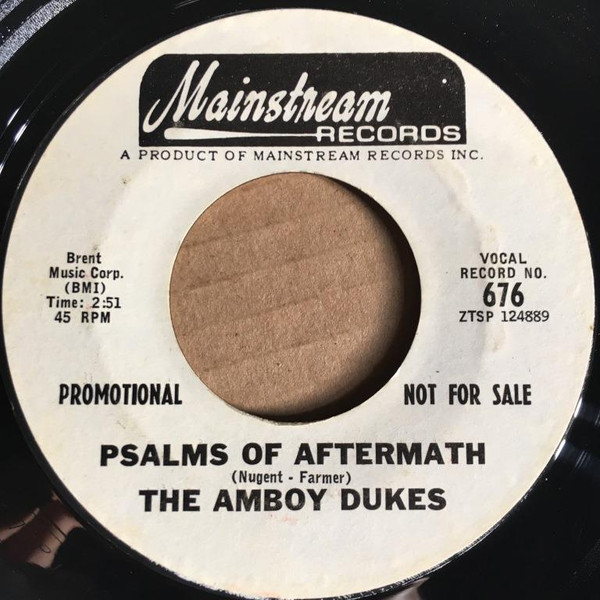 Mainstream
RECORDS
A PRODUCT OF MAINSTREAM RECORDS INC.
Brent
Music Corp.
(BMI)
Time: 2:51
45 RPM
VOCAL
RECORD NO.
676
ZTSP 124889
PROMOTIONAL
NOT FOR SALE
PSALMS OF AFTERMATH
(Nugent - Farmer)
THE AMBOY DUKES